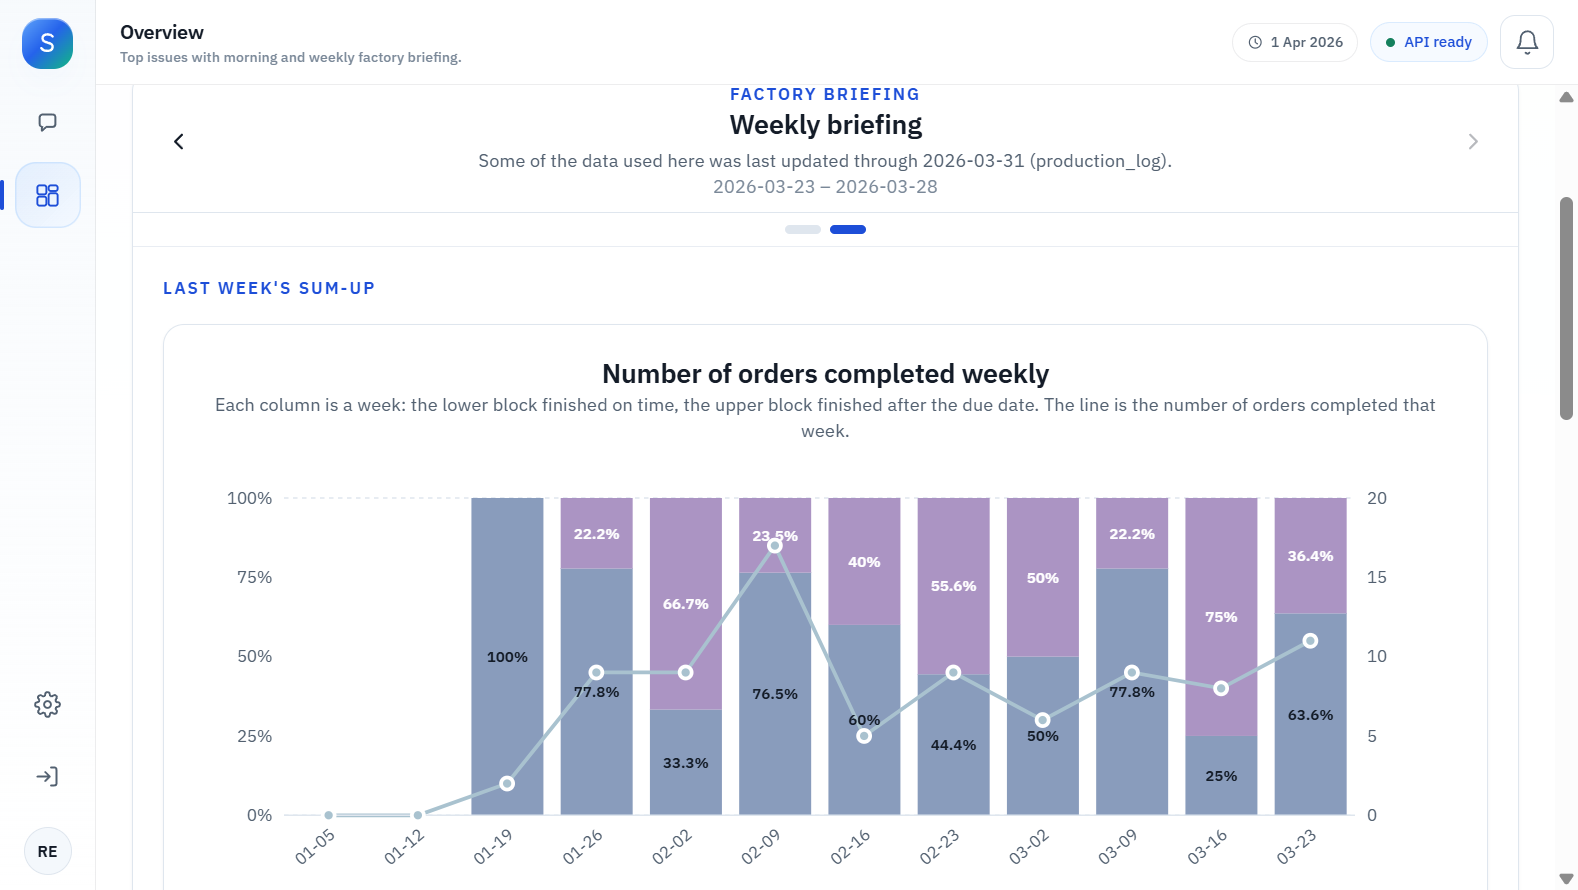 S
Overview
Top issues with morning and weekly factory briefing.
1 Apr 2026
API ready
FACTORY BRIEFING
Weekly briefing
Some of the data used here was last updated through 2026-03-31 (production_log).
2026-03-23 – 2026-03-28
LAST WEEK'S SUM-UP
Number of orders completed weekly
Each column is a week: the lower block finished on time, the upper block finished after the due date. The line is the number of orders completed that
week.
100%
75%
50%
25%
0%
20
15
10
5
0
100%
22.2%
77.8%
66.7%
33.3%
23.5%
76.5%
40%
60%
55.6%
44.4%
50%
50%
22.2%
77.8%
75%
25%
36.4%
63.6%
01-05
01-12
01-19
01-26
02-02
02-09
02-16
02-23
03-02
03-09
03-16
03-23
RE